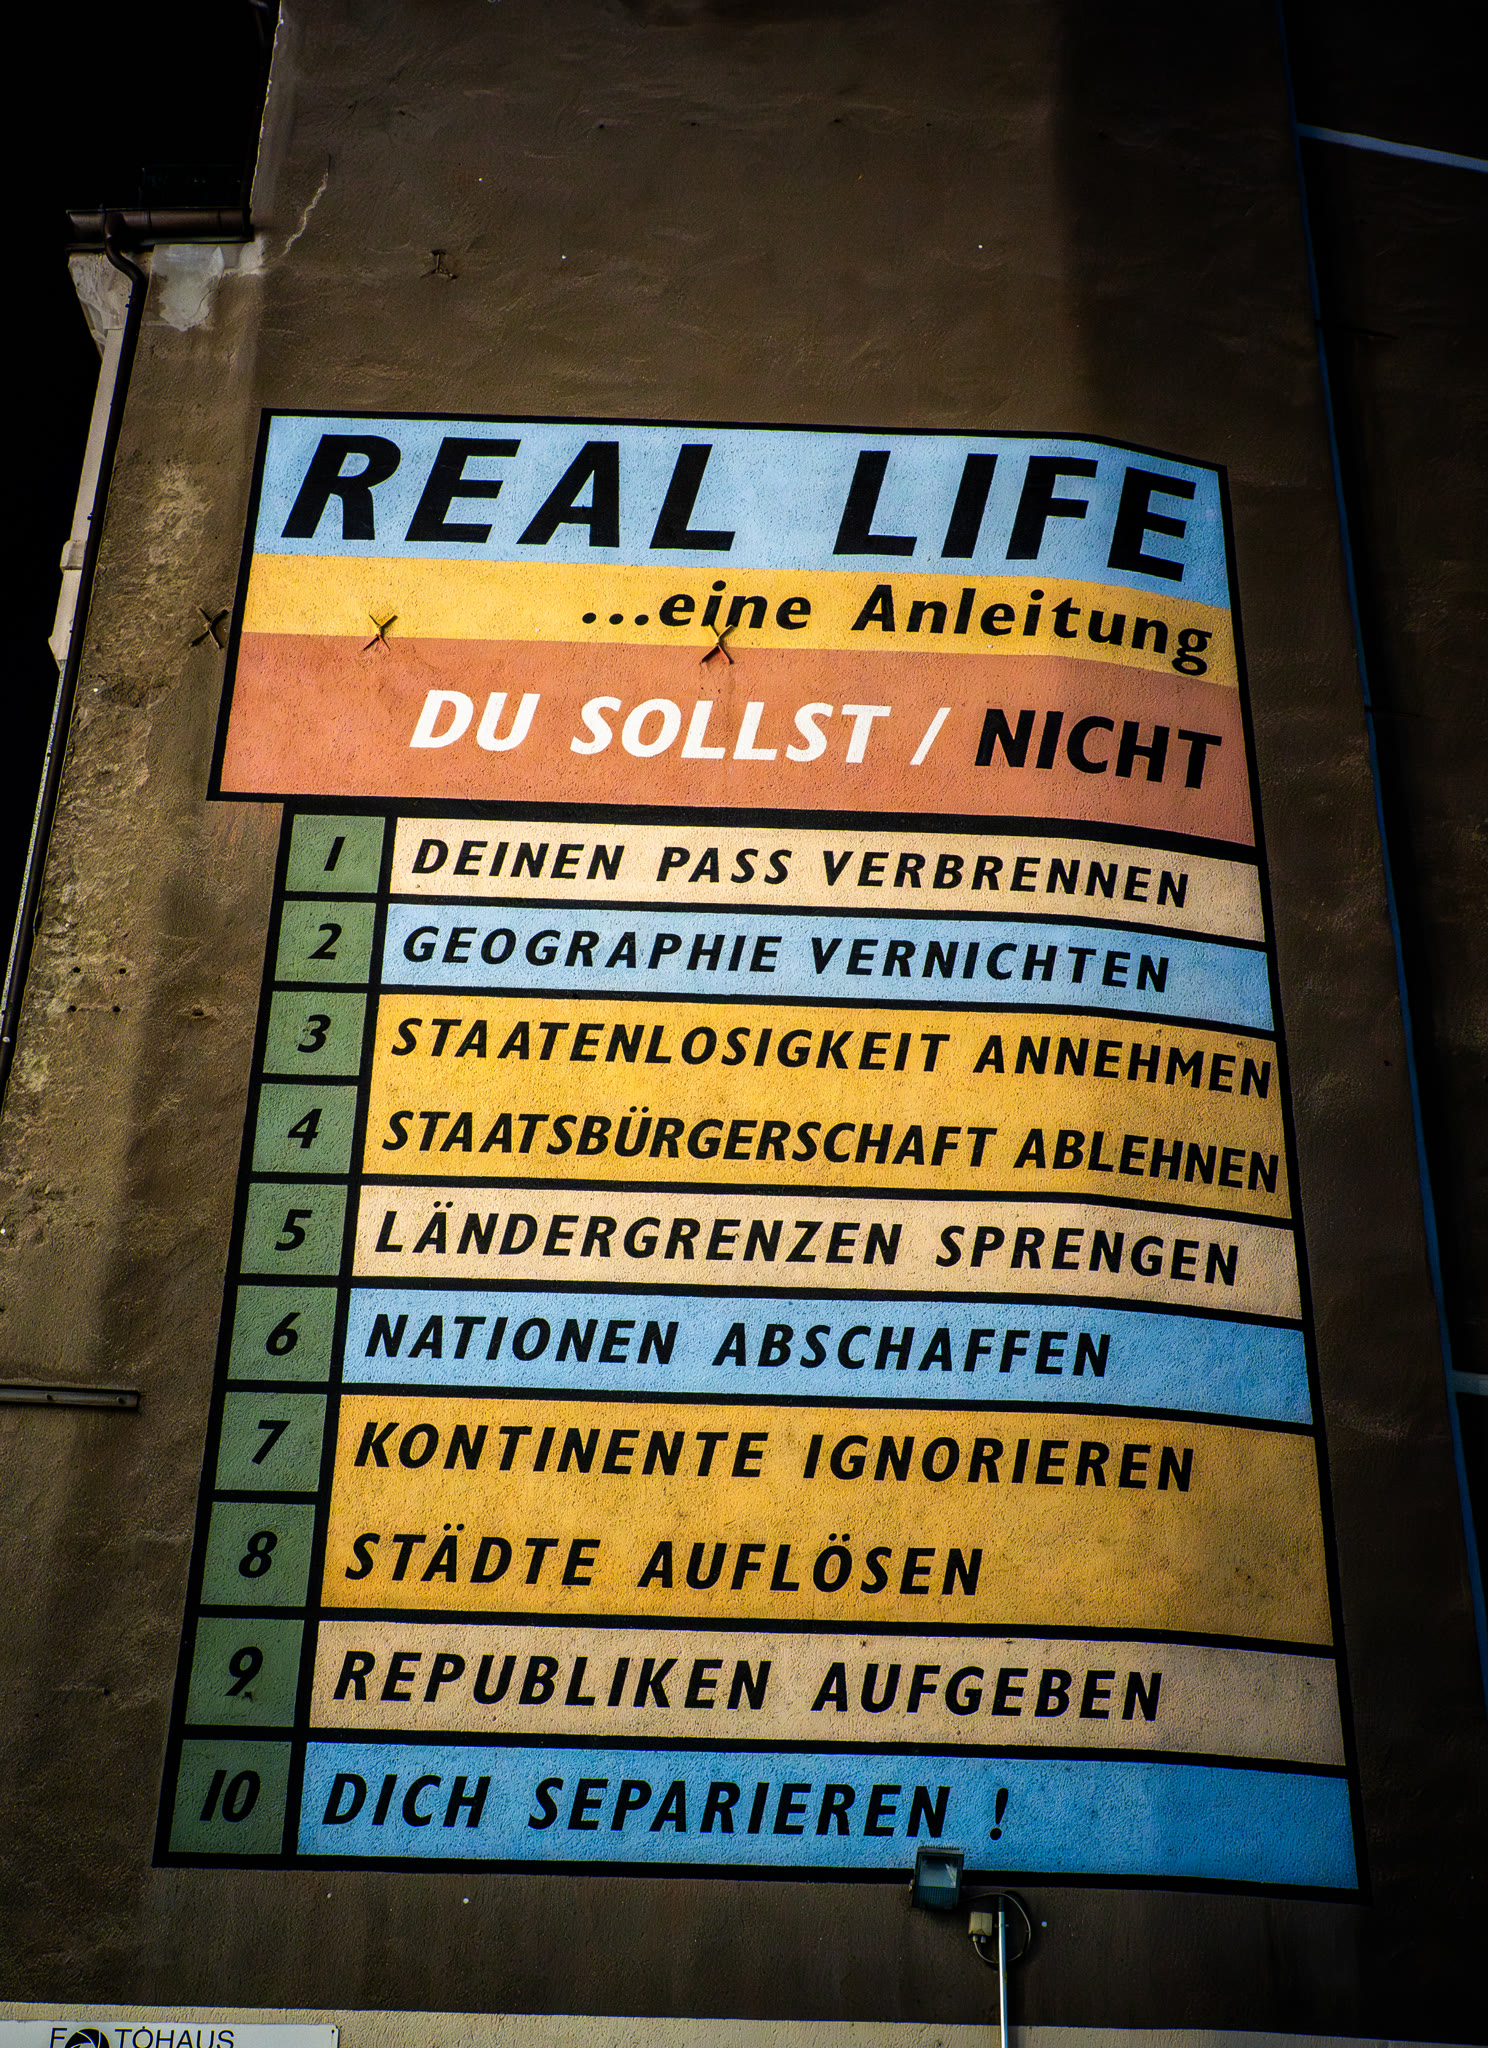 REAL LIFE
...eine Anleitung
DU SOLLST / NICHT
1 DEINEN PASS VERBRENNEN
2 GEOGRAPHIE VERNICHTEN
3 STAATENLOSIGKEIT ANNEHMEN
4 STAATSBÜRGERSCHAFT ABLEHNEN
5 LÄNDERGRENZEN SPRENGEN
6 NATIONEN ABSCHAFFEN
7 KONTINENTE IGNORIEREN
8 STÄDTE AUFLÖSEN
9 REPUBLIKEN AUFGEBEN
10 DICH SEPARIEREN !
FOTOHAUS